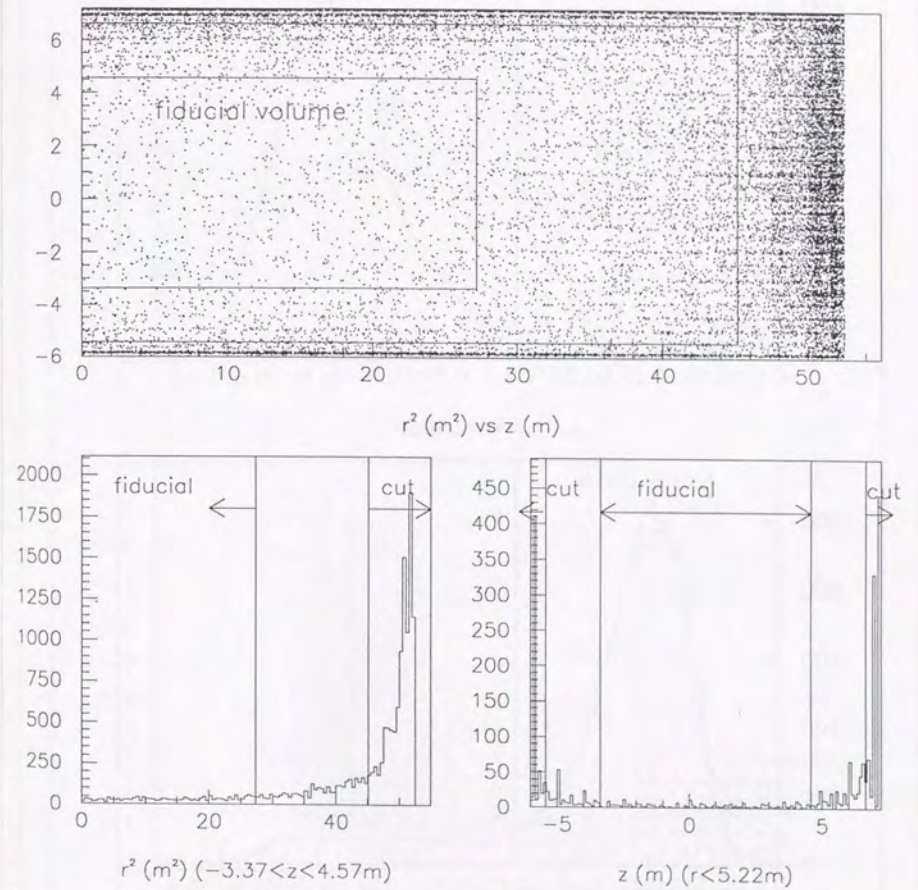 6
4
2
0
−2
−4
−6
fiducial volume
0 10 20 30 40 50
r² (m²) vs z (m)
2000
1750
1500
1250
1000
750
500
250
0
fiducial
cut
0 20 40
r² (m²) (−3.37<z<4.57m)
450
400
350
300
250
200
150
100
50
0
cut
fiducial
cut
−5 0 5
z (m) (r<5.22m)